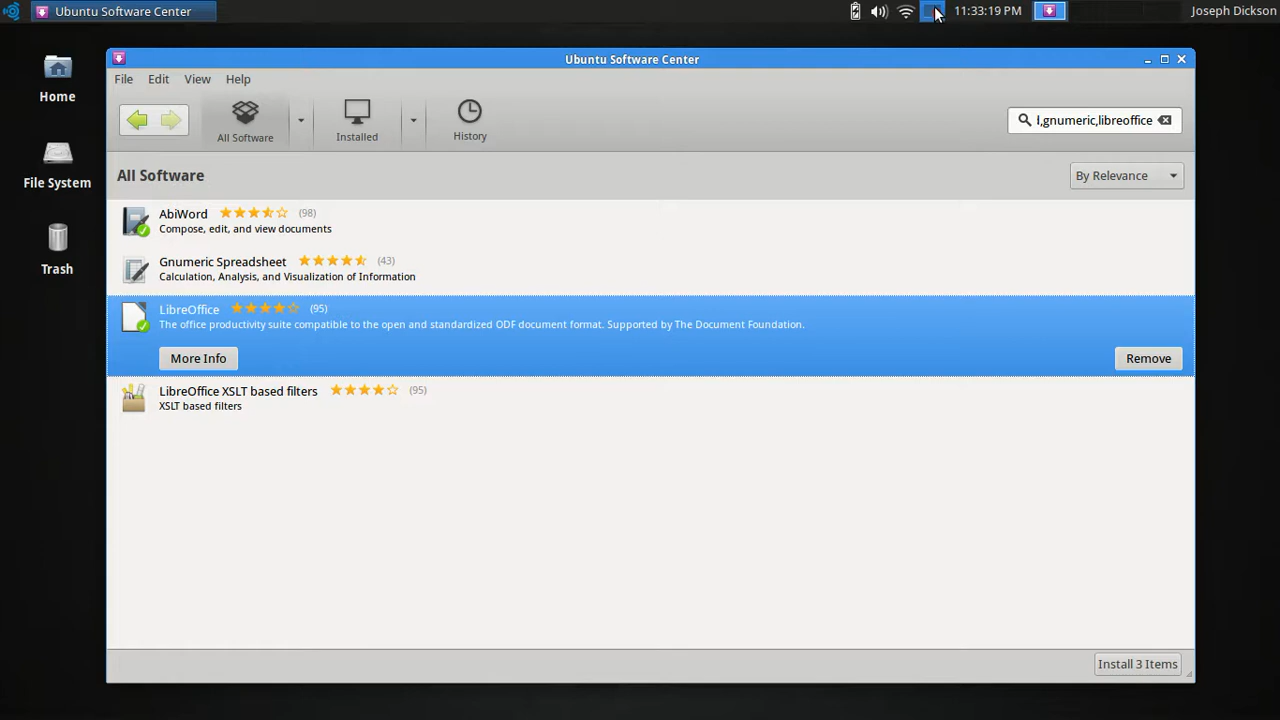 Ubuntu Software Center
11:33:19 PM
Joseph Dickson
Home
File System
Trash
Ubuntu Software Center
File Edit View Help
All Software
Installed
History
,gnumeric,libreoffice
All Software
By Relevance
AbiWord (98)
Compose, edit, and view documents
Gnumeric Spreadsheet (43)
Calculation, Analysis, and Visualization of Information
LibreOffice (95)
The office productivity suite compatible to the open and standardized ODF document format. Supported by The Document Foundation.
More Info
Remove
LibreOffice XSLT based filters (95)
XSLT based filters
Install 3 Items